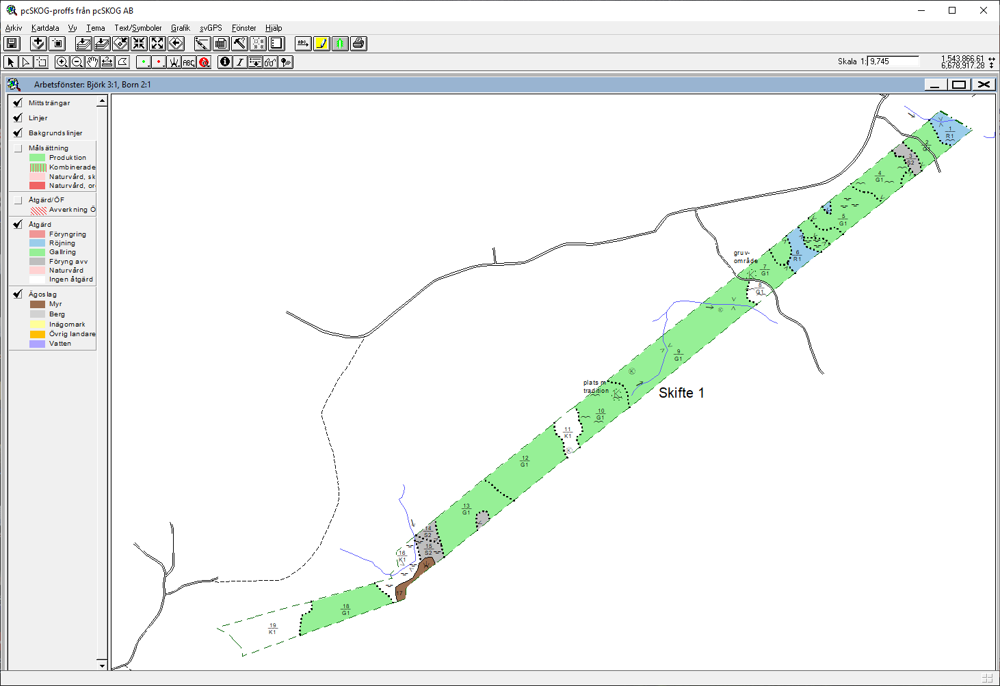 pcSKOG-proffs från pcSKOG AB
Arkiv Kartdata Vy Tema Text/Symboler Grafik svGPS Fönster Hjälp
ABC
ABC
Skala 1: 9,745
1,543,866.61
6,678,917.28
Arbetsfönster: Björk 3:1, Born 2:1
Mittsträngar
Linjer
Bakgrundslinjer
Målsättning
Produktion
Kombinerade
Naturvård, sk
Naturvård, or
Åtgärd/ÖF
Avverkning Ö
Åtgärd
Föryngring
Röjning
Gallring
Föryng avv
Naturvård
Ingen åtgärd
Ägoslag
Myr
Berg
Inägomark
Övrig landare
Vatten
1
R1
2
G1
3
S2
4
G1
5
G1
6
R1
gruv-
område
7
G1
K
8
G1
K
9
G1
K
plats m
tradition
K
Skifte 1
10
G1
11
K1
K
12
G1
13
G1
14
S2
15
S2
16
K1
17
18
G1
19
K1